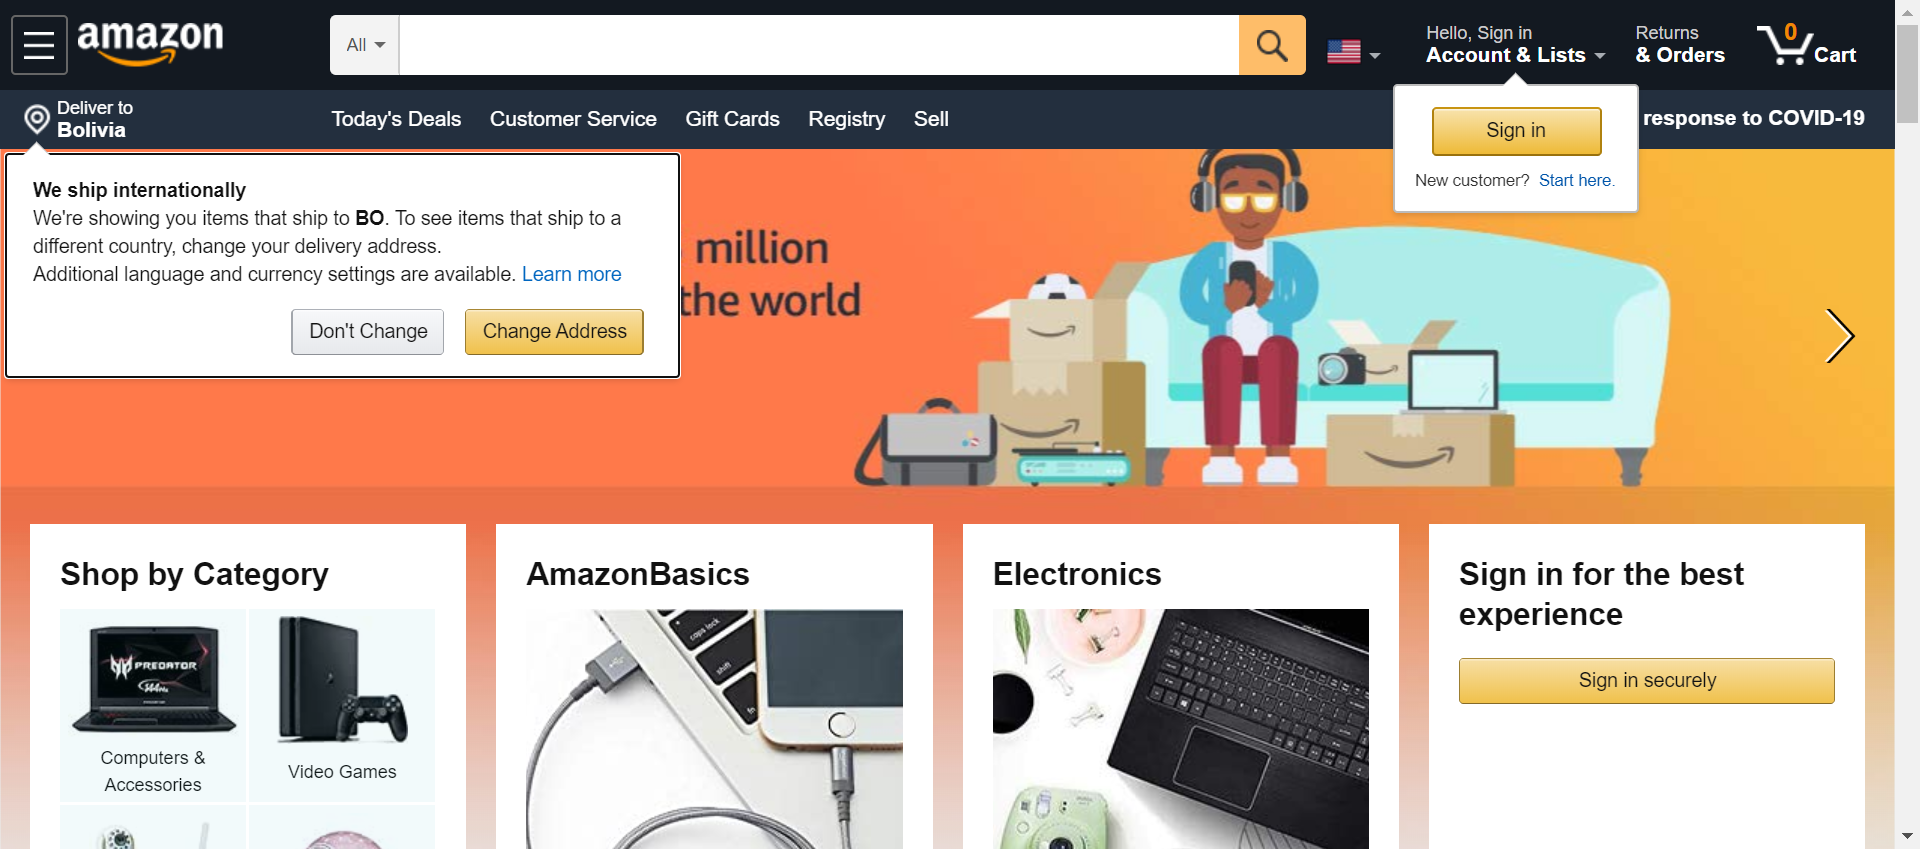 amazon
All
Hello, Sign in
Account & Lists
Returns
& Orders
0
Cart
Deliver to
Bolivia
Today's Deals
Customer Service
Gift Cards
Registry
Sell
response to COVID-19
Sign in
New customer? Start here.
We ship internationally
We're showing you items that ship to BO. To see items that ship to a
different country, change your delivery address.
Additional language and currency settings are available. Learn more
Don't Change
Change Address
million
the world
Shop by Category
PREDATOR
144Hz
Computers &
Accessories
Video Games
AmazonBasics
caps lock
shift
fn
Electronics
Sign in for the best
experience
Sign in securely